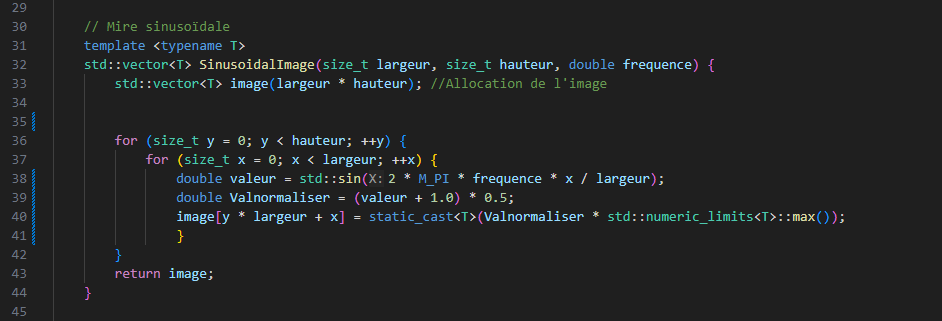 29
30 // Mire sinusoïdale
31 template <typename T>
32 std::vector<T> SinusoidalImage(size_t largeur, size_t hauteur, double frequence) {
33 std::vector<T> image(largeur * hauteur); //Allocation de l'image
34
35
36 for (size_t y = 0; y < hauteur; ++y) {
37 for (size_t x = 0; x < largeur; ++x) {
38 double valeur = std::sin(X: 2 * M_PI * frequence * x / largeur);
39 double Valnormaliser = (valeur + 1.0) * 0.5;
40 image[y * largeur + x] = static_cast<T>(Valnormaliser * std::numeric_limits<T>::max());
41 }
42 }
43 return image;
44 }
45